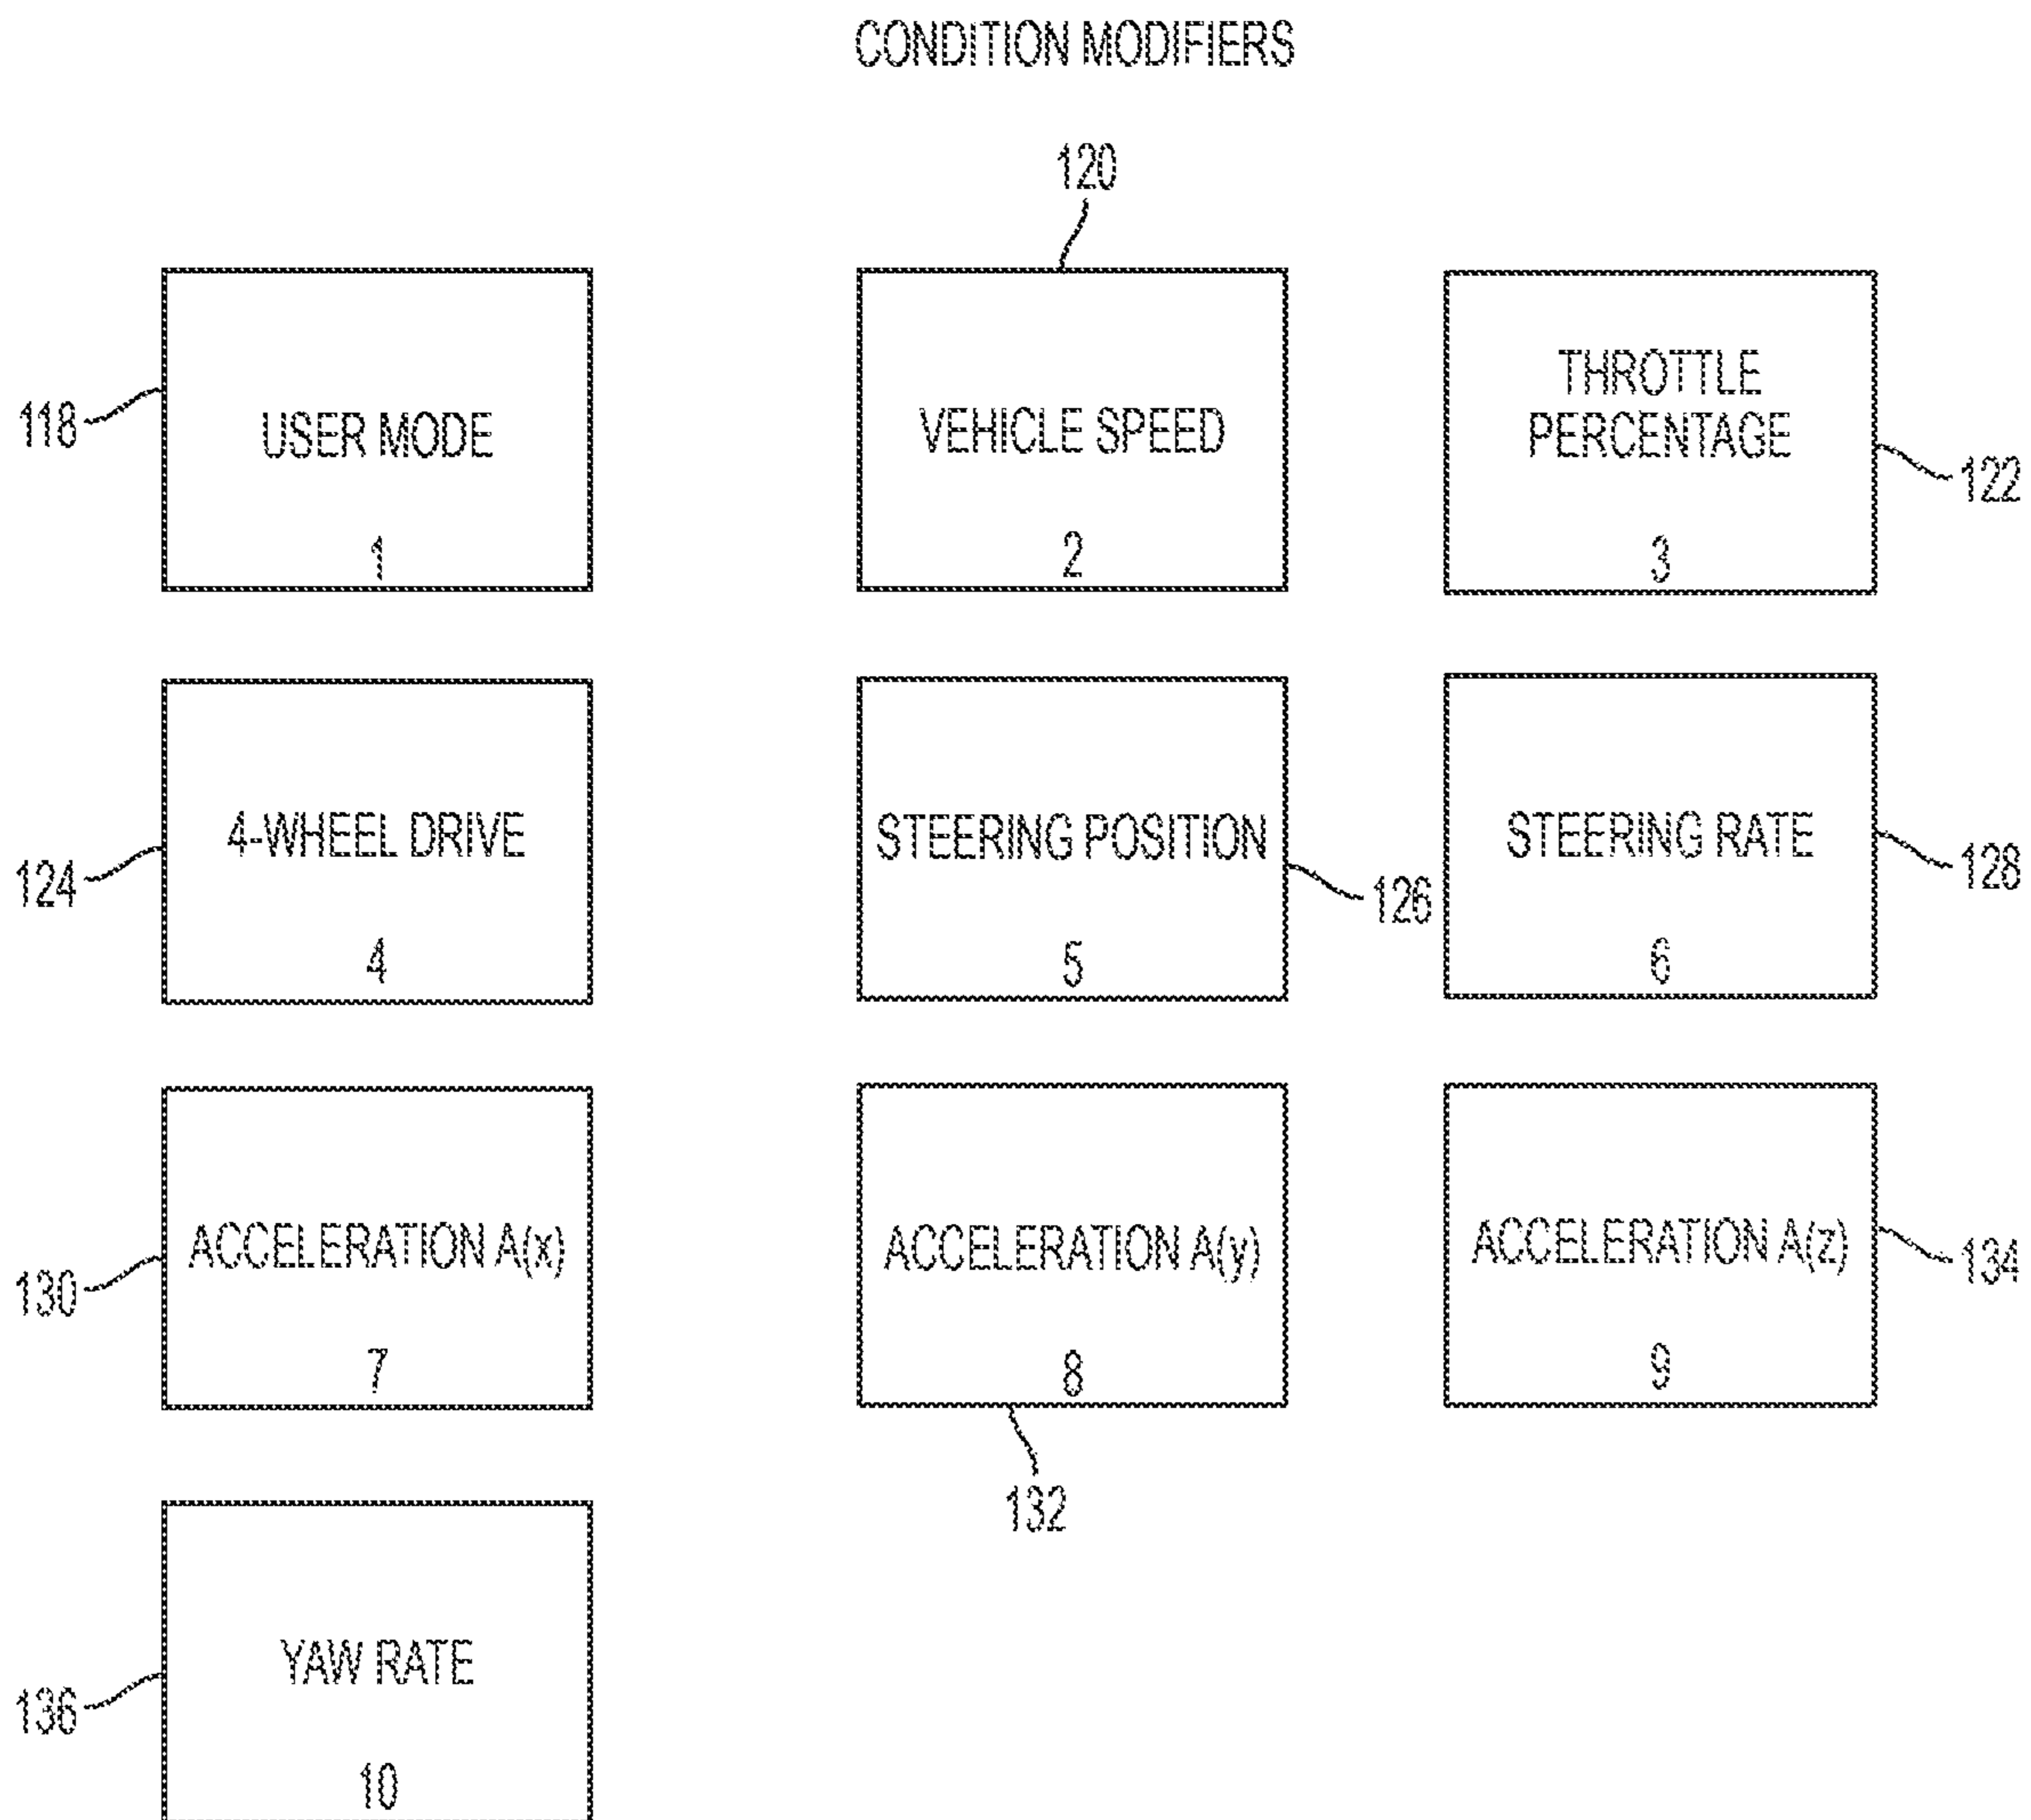 CONDITION MODIFIERS
120
118
USER MODE
1
VEHICLE SPEED
2
THROTTLE
PERCENTAGE
3
122
124
4-WHEEL DRIVE
4
STEERING POSITION
5
126
STEERING RATE
6
128
130
ACCELERATION A(x)
7
ACCELERATION A(y)
8
132
ACCELERATION A(z)
9
134
136
YAW RATE
10